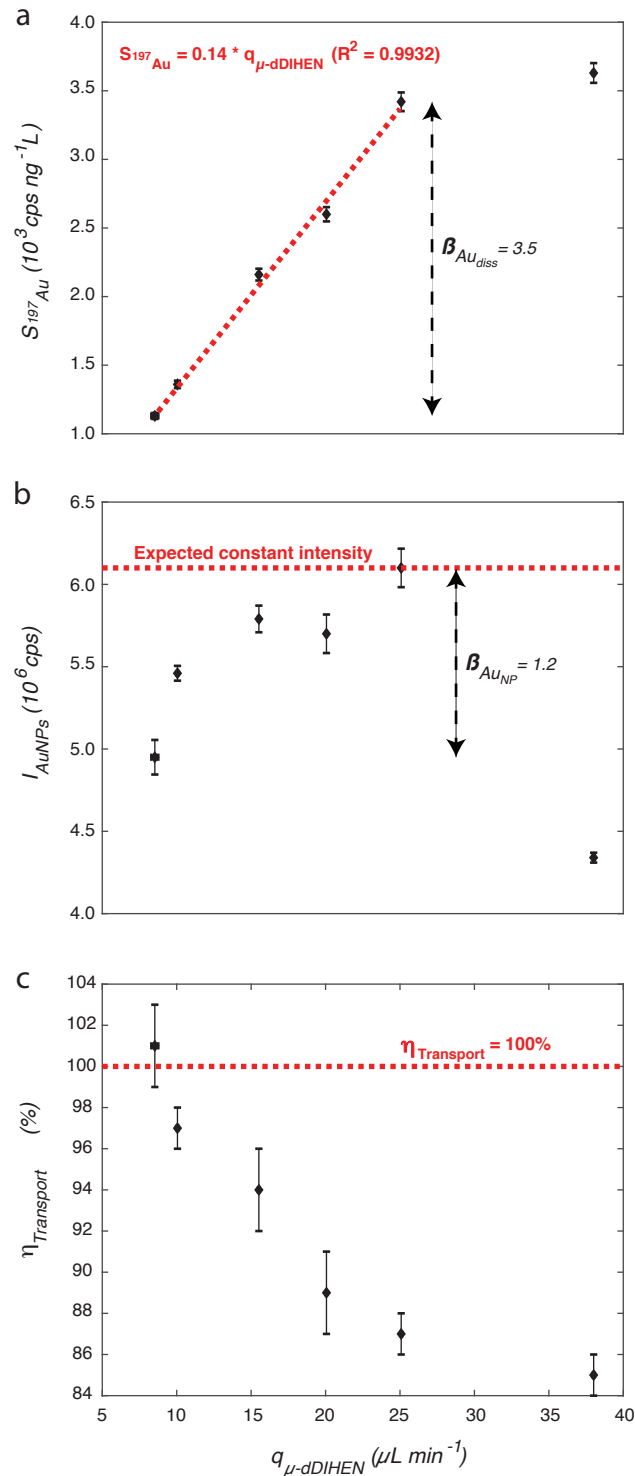 a
4.0
S197Au = 0.14 * qμ-dDIHEN (R2 = 0.9932)
3.5
3.0
2.5
ßAudiss = 3.5
2.0
1.5
1.0
S197Au (103 cps ng-1L)
b
6.5
Expected constant intensity
6.0
5.5
ßAuNP = 1.2
5.0
4.5
4.0
IAuNPs (106 cps)
c
104
102
ηTransport = 100%
100
98
96
94
92
90
88
86
84
ηTransport (%)
5 10 15 20 25 30 35 40
qμ-dDIHEN (μL min-1)